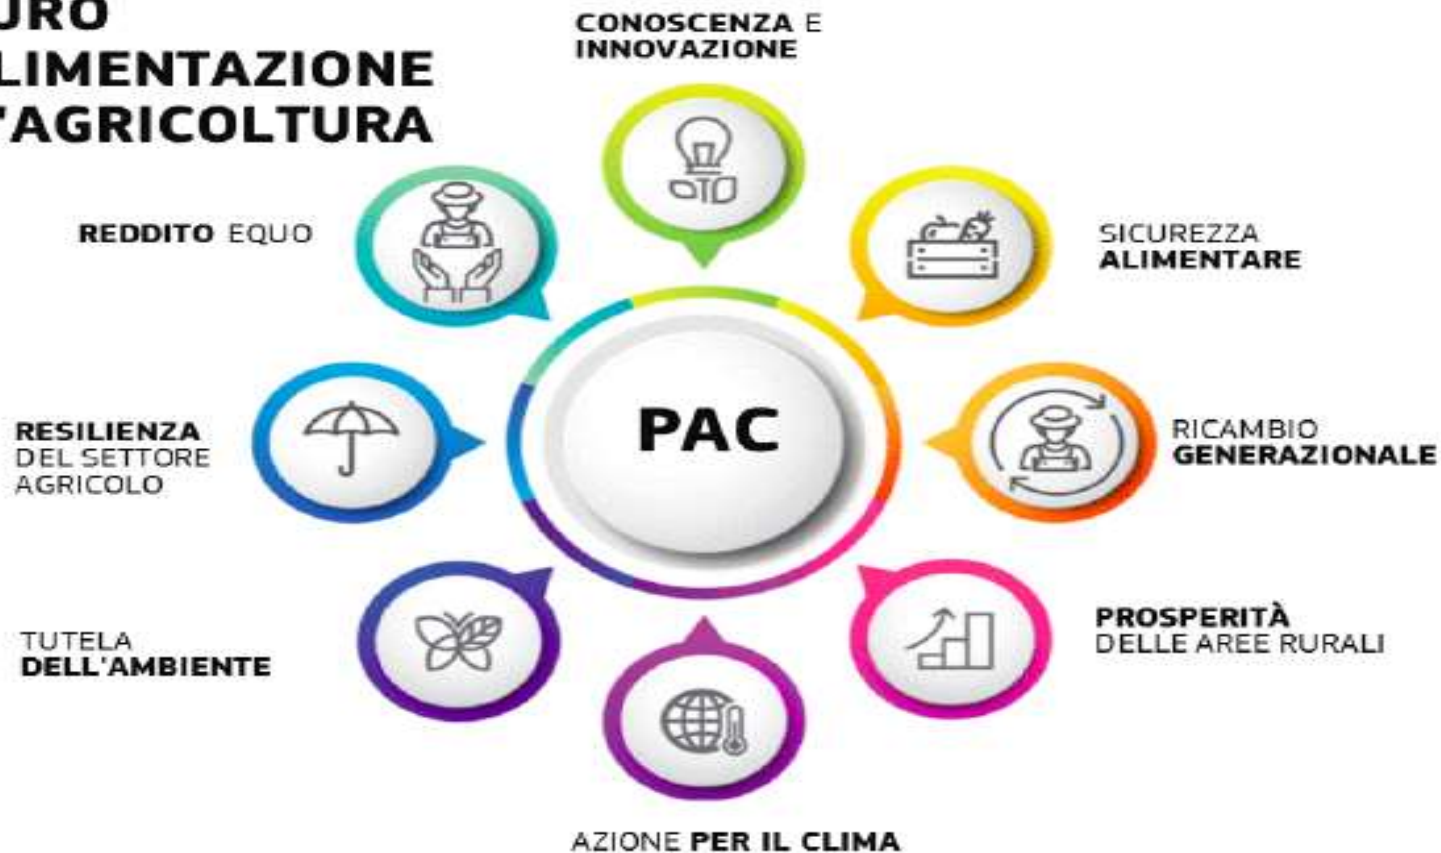 URO
LIMENTAZIONE
'AGRICOLTURA
CONOSCENZA E
INNOVAZIONE
REDDITO EQUO
SICUREZZA
ALIMENTARE
PAC
RESILIENZA
DEL SETTORE
AGRICOLO
RICAMBIO
GENERAZIONALE
TUTELA
DELL'AMBIENTE
PROSPERITÀ
DELLE AREE RURALI
AZIONE PER IL CLIMA